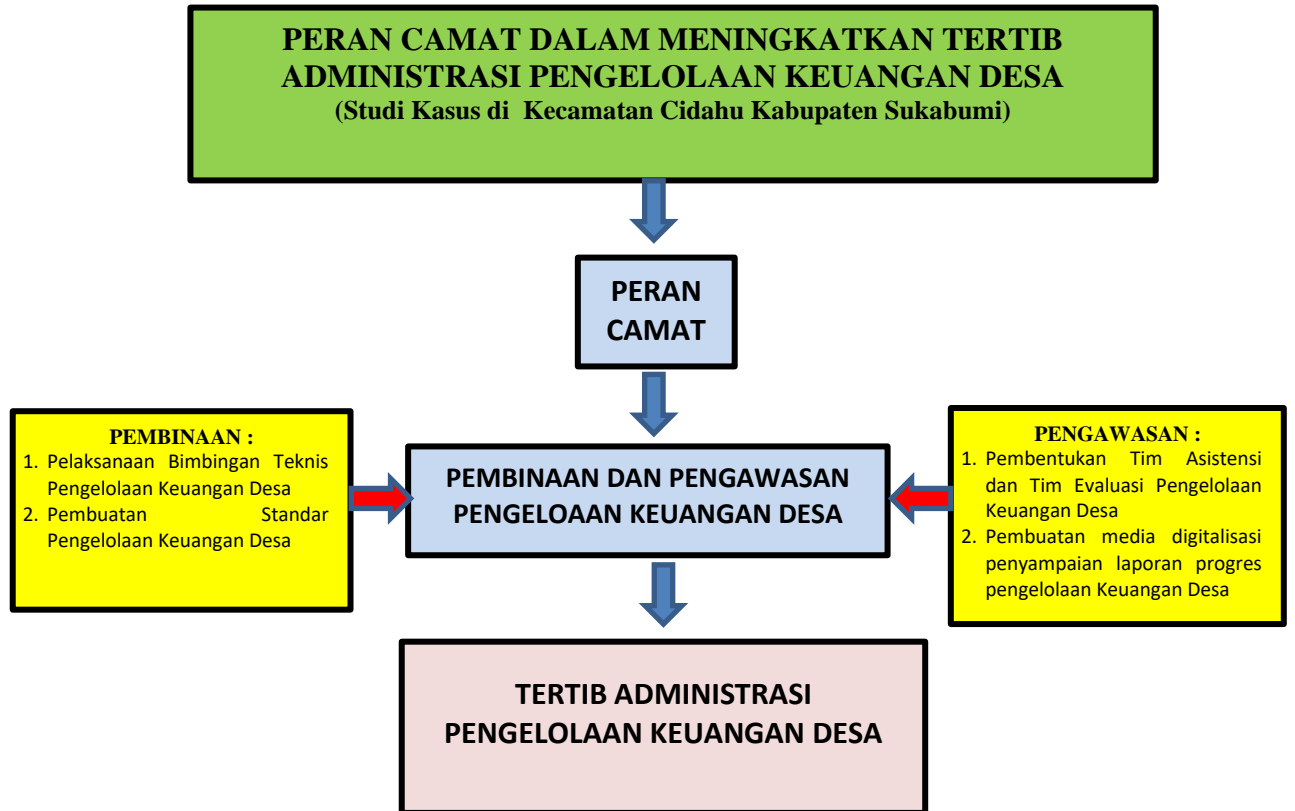 PERAN CAMAT DALAM MENINGKATKAN TERTIB
ADMINISTRASI PENGELOLAAN KEUANGAN DESA
(Studi Kasus di Kecamatan Cidahu Kabupaten Sukabumi)
PERAN
CAMAT
PEMBINAAN :
1. Pelaksanaan Bimbingan Teknis
Pengelolaan Keuangan Desa
2. Pembuatan Standar
Pengelolaan Keuangan Desa
PEMBINAAN DAN PENGAWASAN
PENGELOAAN KEUANGAN DESA
PENGAWASAN :
1. Pembentukan Tim Asistensi
dan Tim Evaluasi Pengelolaan
Keuangan Desa
2. Pembuatan media digitalisasi
penyampaian laporan progres
pengelolaan Keuangan Desa
TERTIB ADMINISTRASI
PENGELOLAAN KEUANGAN DESA